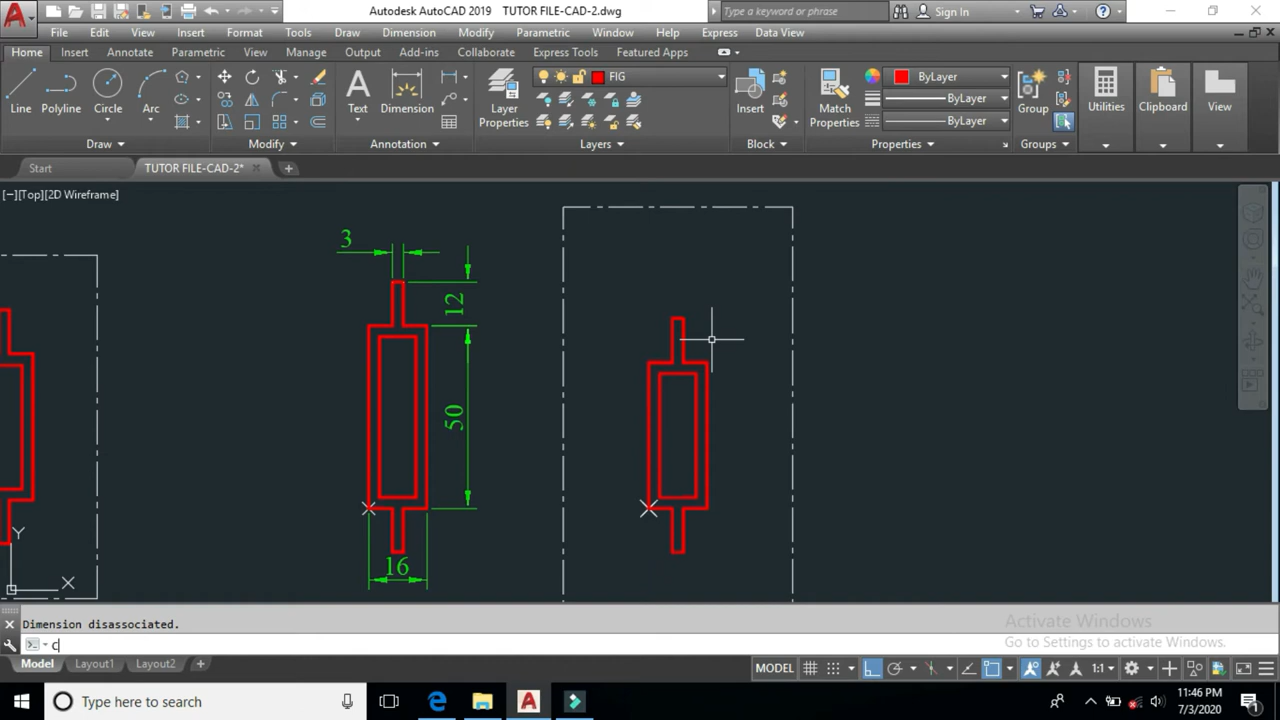 Autodesk AutoCAD 2019 TUTOR FILE-CAD-2.dwg
Type a keyword or phrase
Sign In
File Edit View Insert Format Tools Draw Dimension Modify Parametric Window Help Express Data View
Home Insert Annotate Parametric View Manage Output Add-ins Collaborate Express Tools Featured Apps
Line
Polyline
Circle
Arc
Text
Dimension
Layer
Properties
FIG
Insert
Match
Properties
ByLayer
ByLayer
ByLayer
Group
Utilities
Clipboard
View
Draw
Modify
Annotation
Layers
Block
Properties
Groups
Start
TUTOR FILE-CAD-2*
[−][Top][2D Wireframe]
3
12
50
16
Y
X
Dimension disassociated.
C
Activate Windows
Go to Settings to activate Windows.
Model Layout1 Layout2
MODEL
1:1
Type here to search
11:46 PM
7/3/2020
1